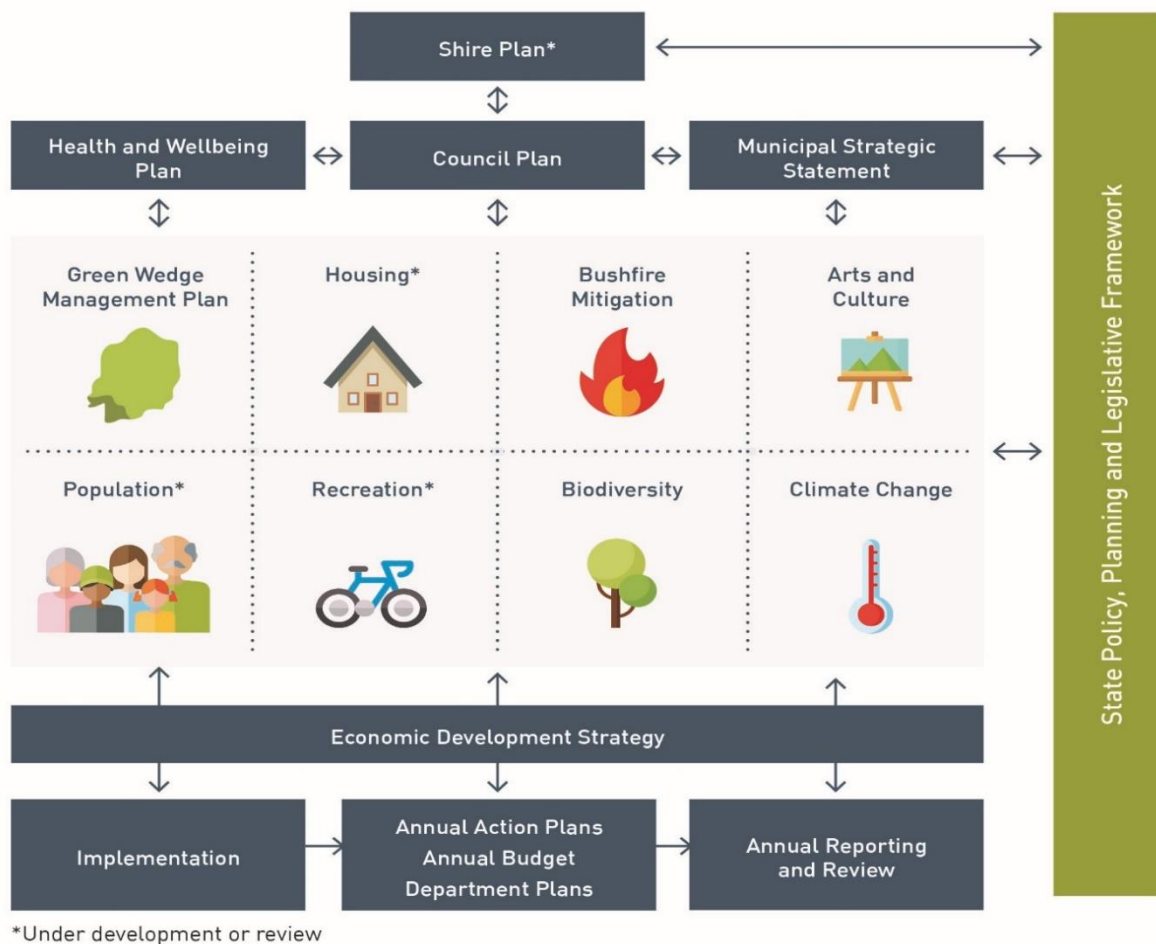 Shire Plan*
Health and Wellbeing
Plan
Council Plan
Municipal Strategic
Statement
Green Wedge
Management Plan
Housing*
Bushfire
Mitigation
Arts and
Culture
Population*
Recreation*
Biodiversity
Climate Change
Economic Development Strategy
Implementation
Annual Action Plans
Annual Budget
Department Plans
Annual Reporting
and Review
State Policy, Planning and Legislative Framework
*Under development or review